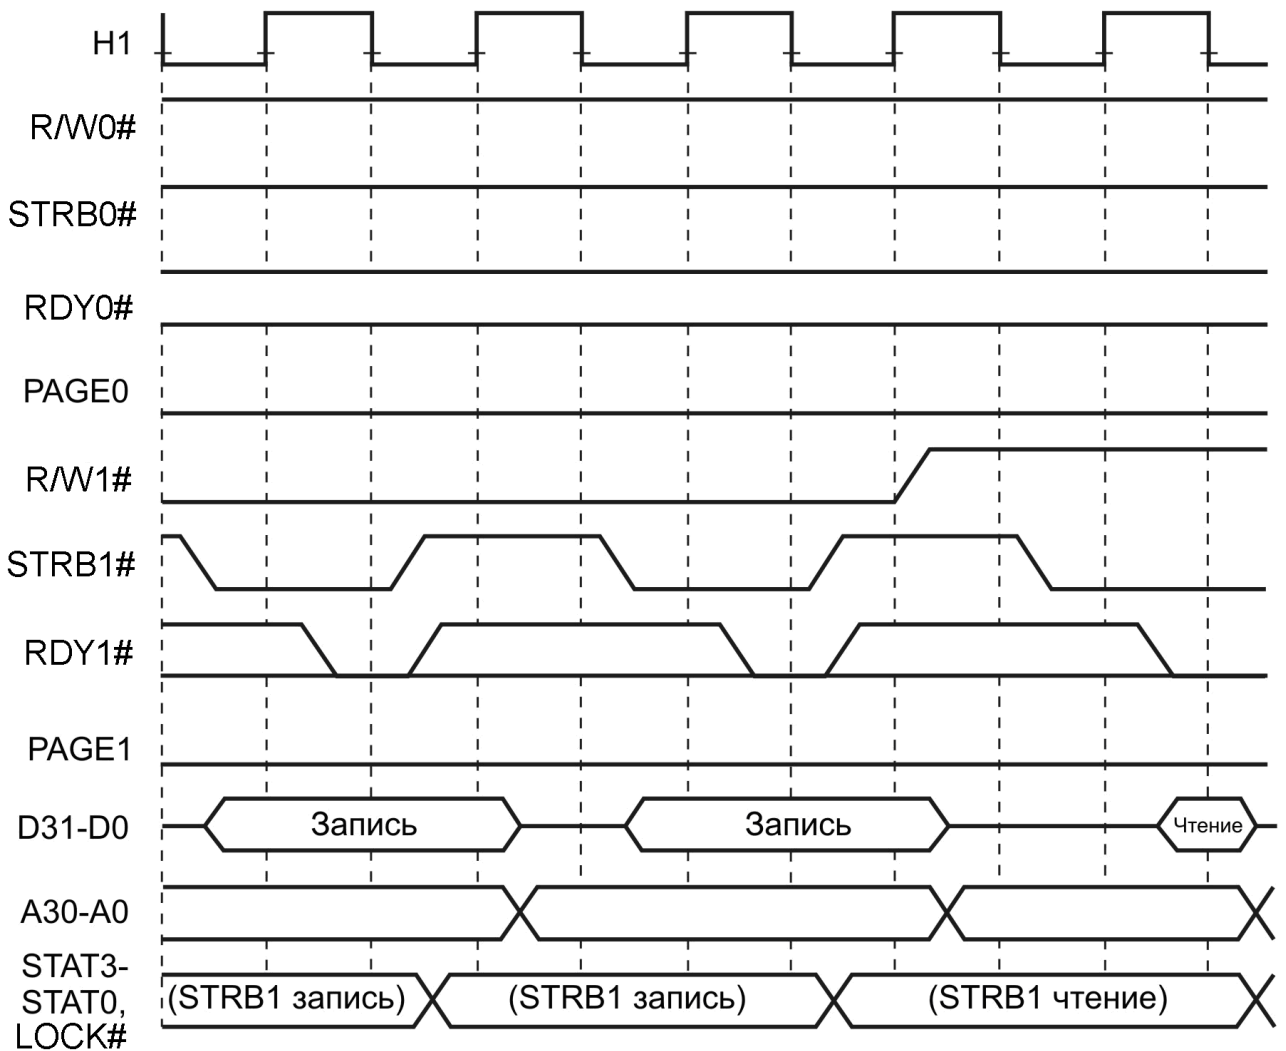 H1
R/W0#
STRB0#
RDY0#
PAGE0
R/W1#
STRB1#
RDY1#
PAGE1
D31-D0
Запись
Запись
Чтение
A30-A0
STAT3-
STAT0,
LOCK#
(STRB1 запись)
(STRB1 запись)
(STRB1 чтение)